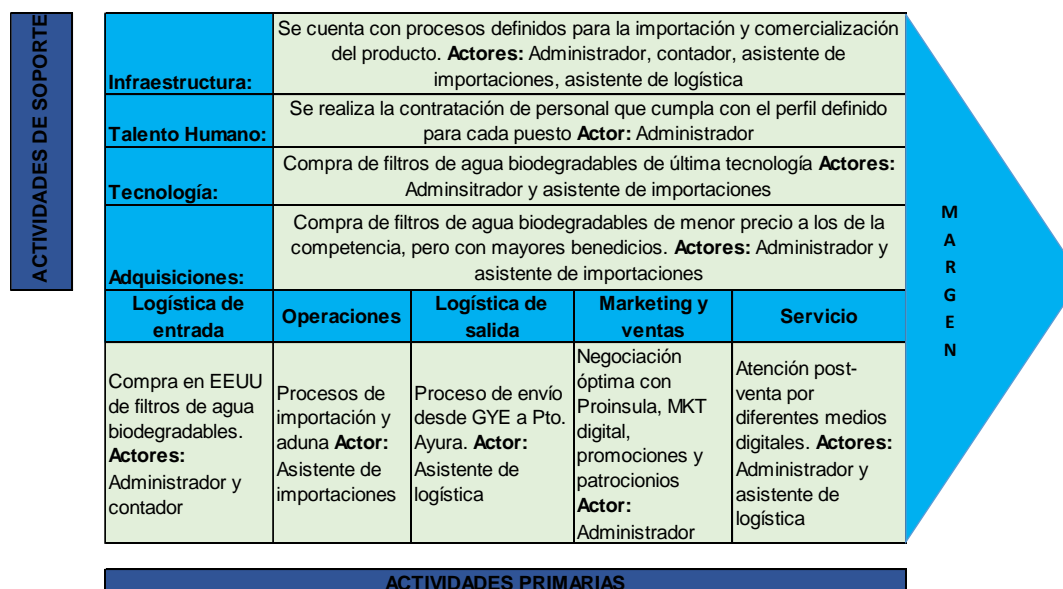 ACTIVIDADES DE SOPORTE
Infraestructura:
Se cuenta con procesos definidos para la importación y comercialización
del producto. Actores: Administrador, contador, asistente de
importaciones, asistente de logística
Talento Humano:
Se realiza la contratación de personal que cumpla con el perfil definido
para cada puesto Actor: Administrador
Tecnología:
Compra de filtros de agua biodegradables de última tecnología Actores:
Adminsitrador y asistente de importaciones
Adquisiciones:
Compra de filtros de agua biodegradables de menor precio a los de la
competencia, pero con mayores benedicios. Actores: Administrador y
asistente de importaciones
Logística de
entrada
Operaciones
Logística de
salida
Marketing y
ventas
Servicio
Compra en EEUU
de filtros de agua
biodegradables.
Actores:
Administrador y
contador
Procesos de
importación y
aduna Actor:
Asistente de
importaciones
Proceso de envío
desde GYE a Pto.
Ayura. Actor:
Asistente de
logística
Negociación
óptima con
Proinsula, MKT
digital,
promociones y
patrocionios
Actor:
Administrador
Atención post-
venta por
diferentes medios
digitales. Actores:
Administrador y
asistente de
logística
M
A
R
G
E
N
ACTIVIDADES PRIMARIAS